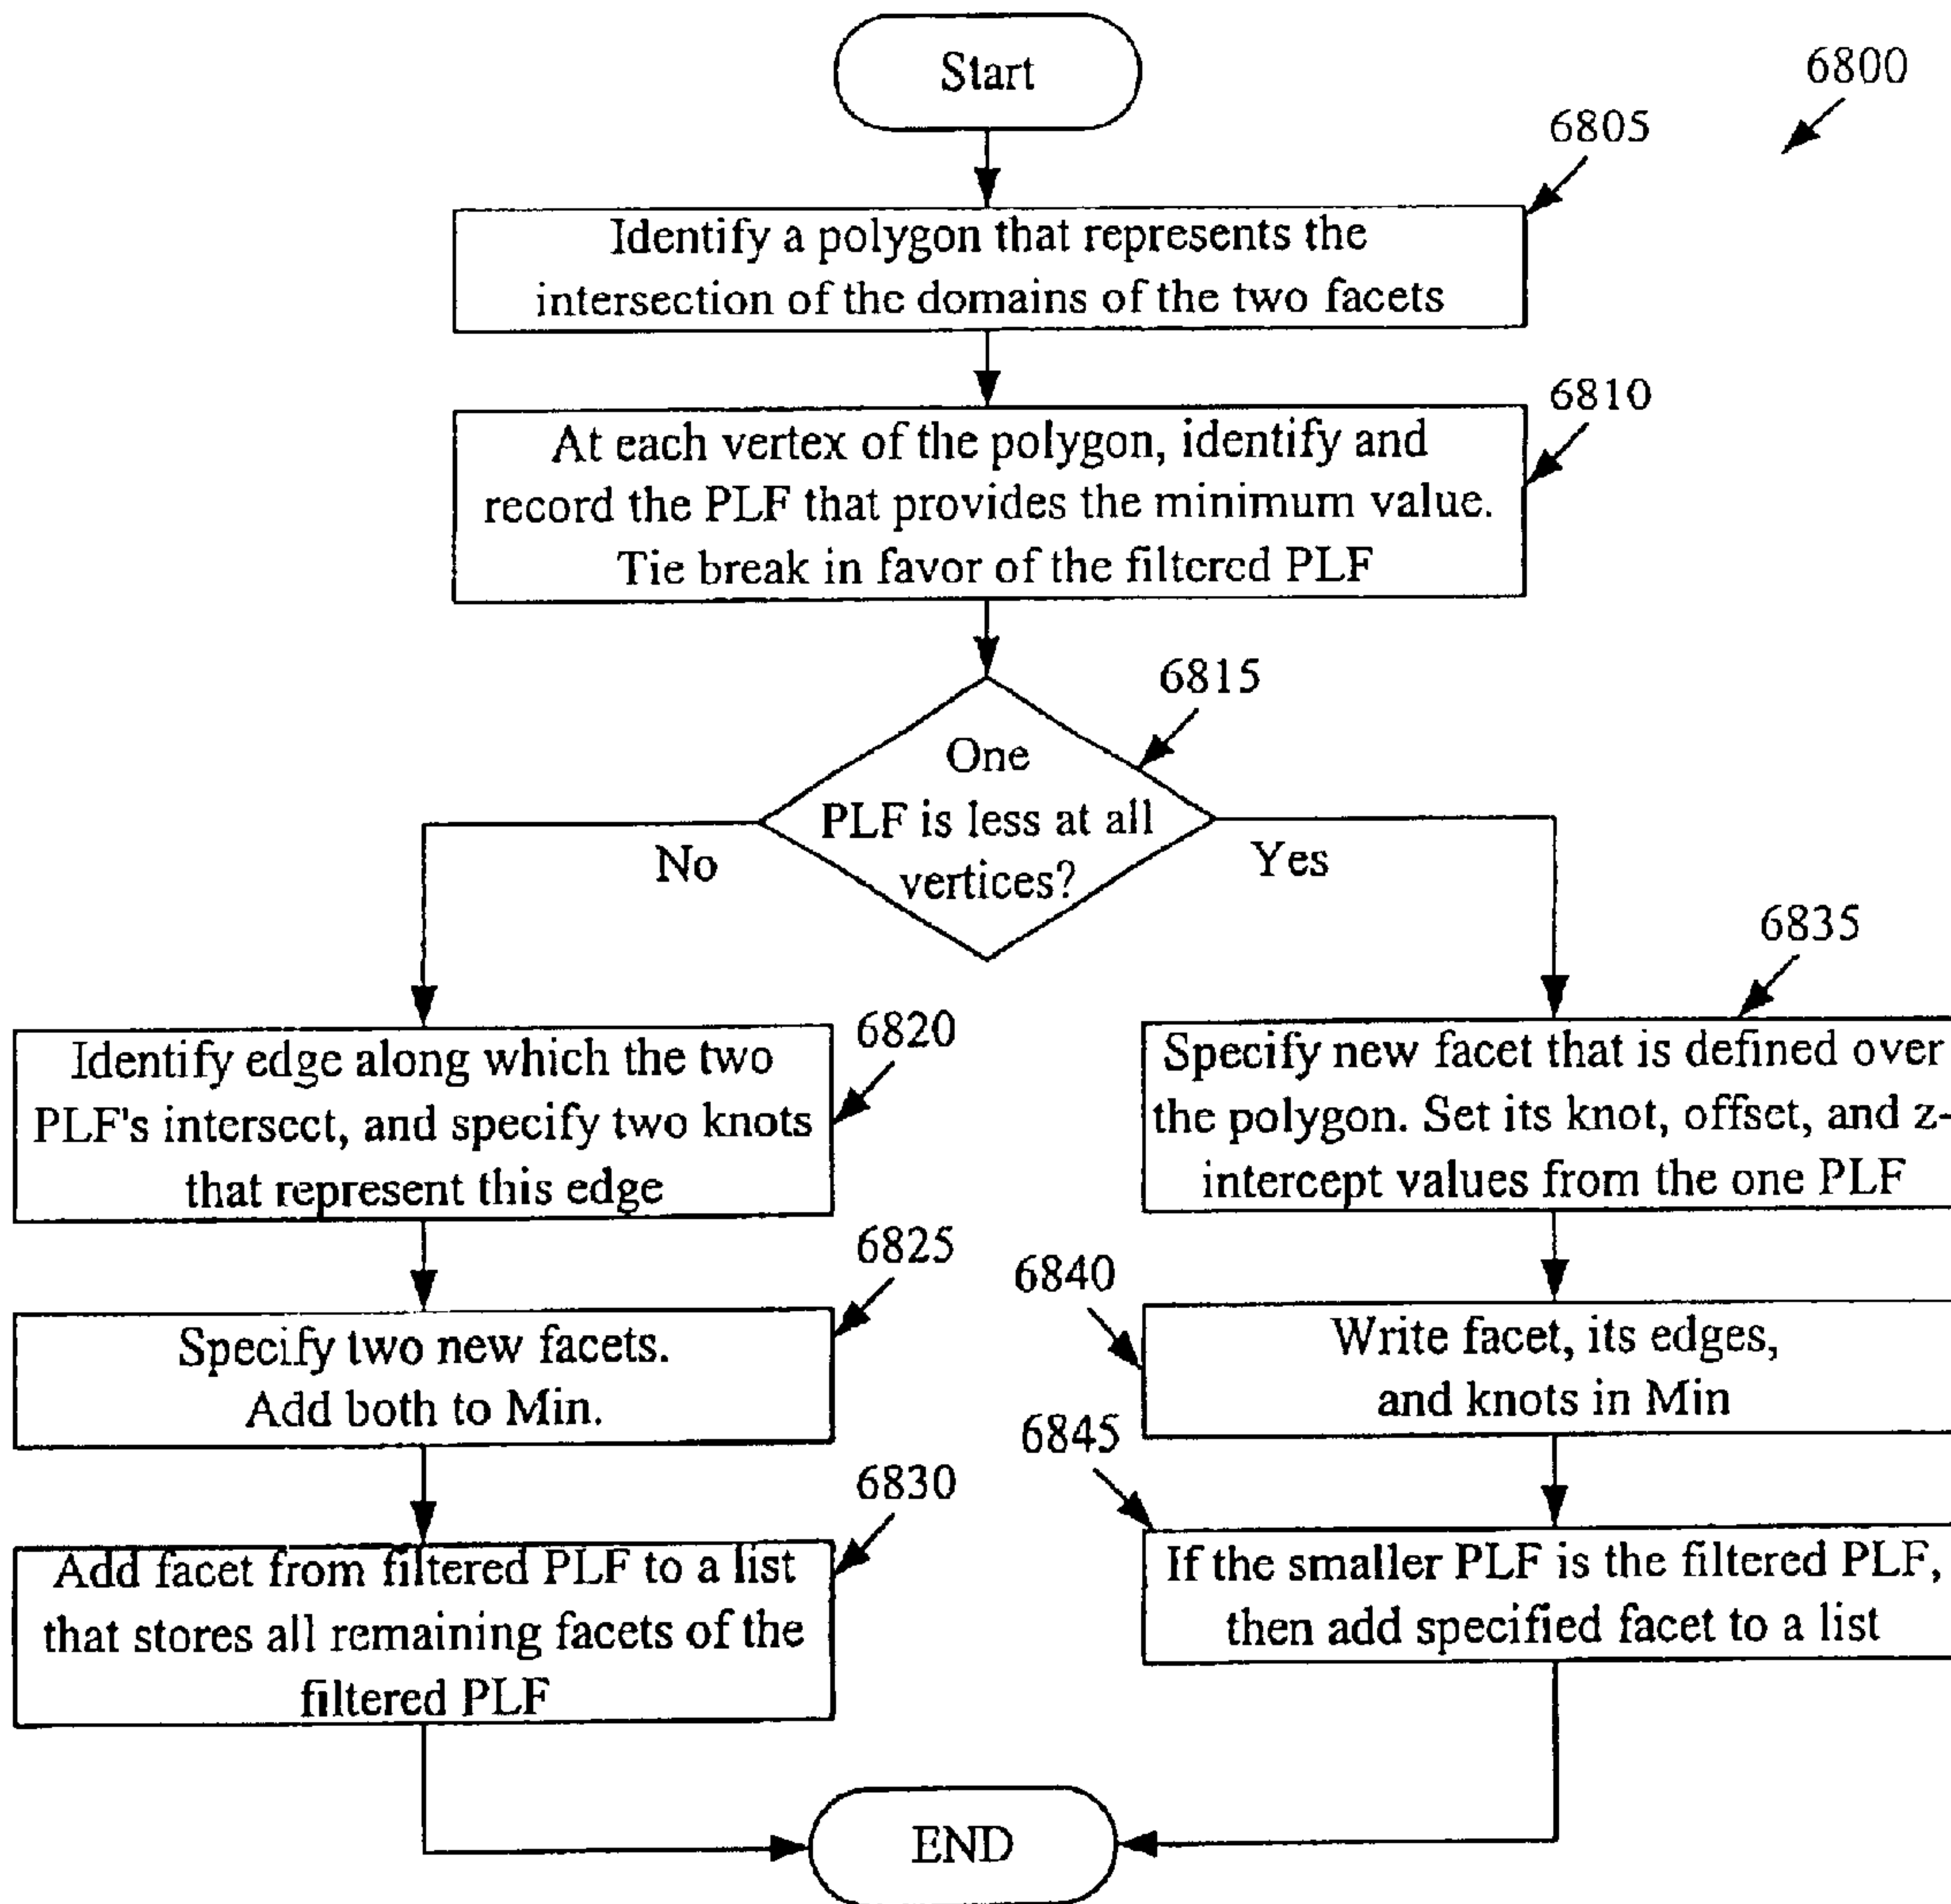 Start
6800
6805
Identify a polygon that represents the
intersection of the domains of the two facets
6810
At each vertex of the polygon, identify and
record the PLF that provides the minimum value.
Tie break in favor of the filtered PLF
6815
One
PLF is less at all
vertices?
No
Yes
6820
Identify edge along which the two
PLF's intersect, and specify two knots
that represent this edge
6825
Specify two new facets.
Add both to Min.
6830
Add facet from filtered PLF to a list
that stores all remaining facets of the
filtered PLF
6835
Specify new facet that is defined over
the polygon. Set its knot, offset, and z-
intercept values from the one PLF
6840
Write facet, its edges,
and knots in Min
6845
If the smaller PLF is the filtered PLF,
then add specified facet to a list
END